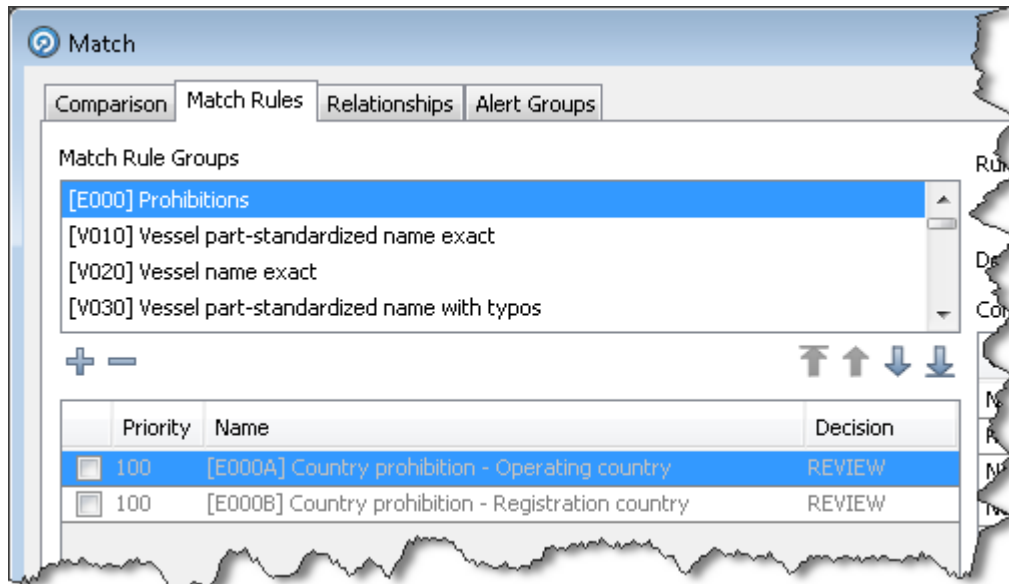 Match
Comparison Match Rules Relationships Alert Groups
Match Rule Groups
[E000] Prohibitions
[V010] Vessel part-standardized name exact
[V020] Vessel name exact
[V030] Vessel part-standardized name with typos
Priority Name Decision
100 [E000A] Country prohibition - Operating country REVIEW
100 [E000B] Country prohibition - Registration country REVIEW